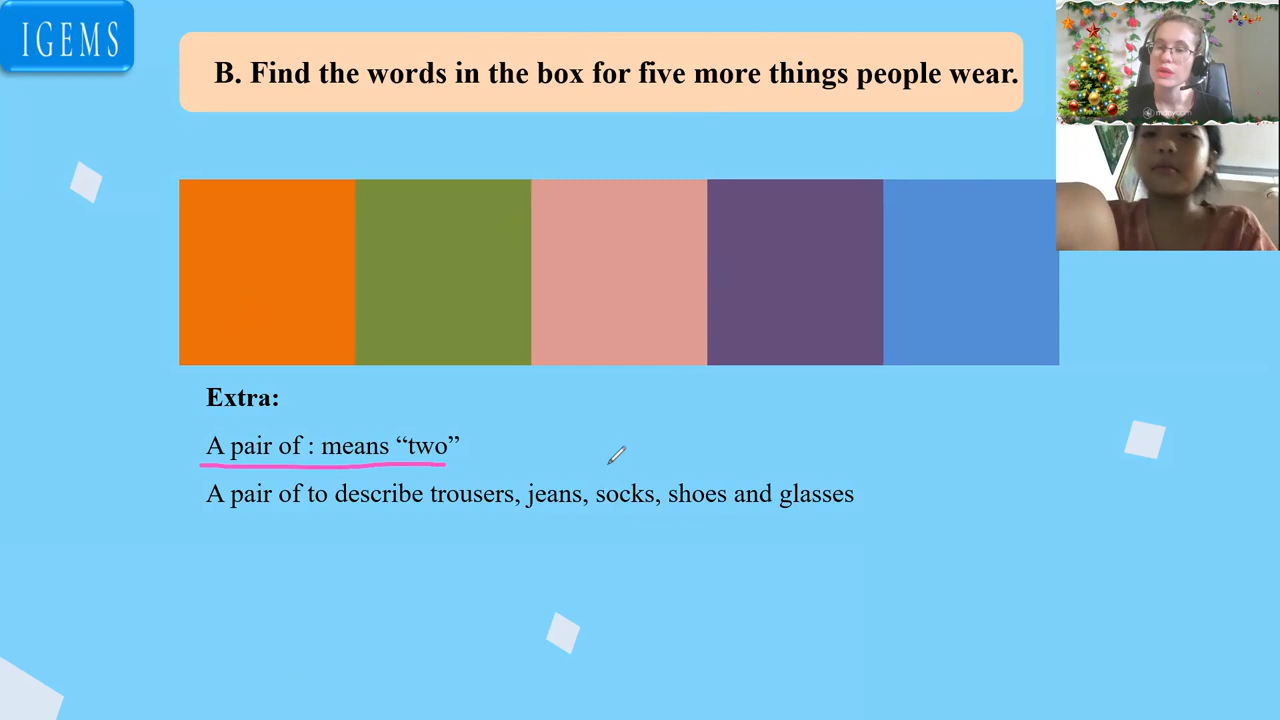 IGEMS
B. Find the words in the box for five more things people wear.
Extra:
A pair of : means “two”
A pair of to describe trousers, jeans, socks, shoes and glasses